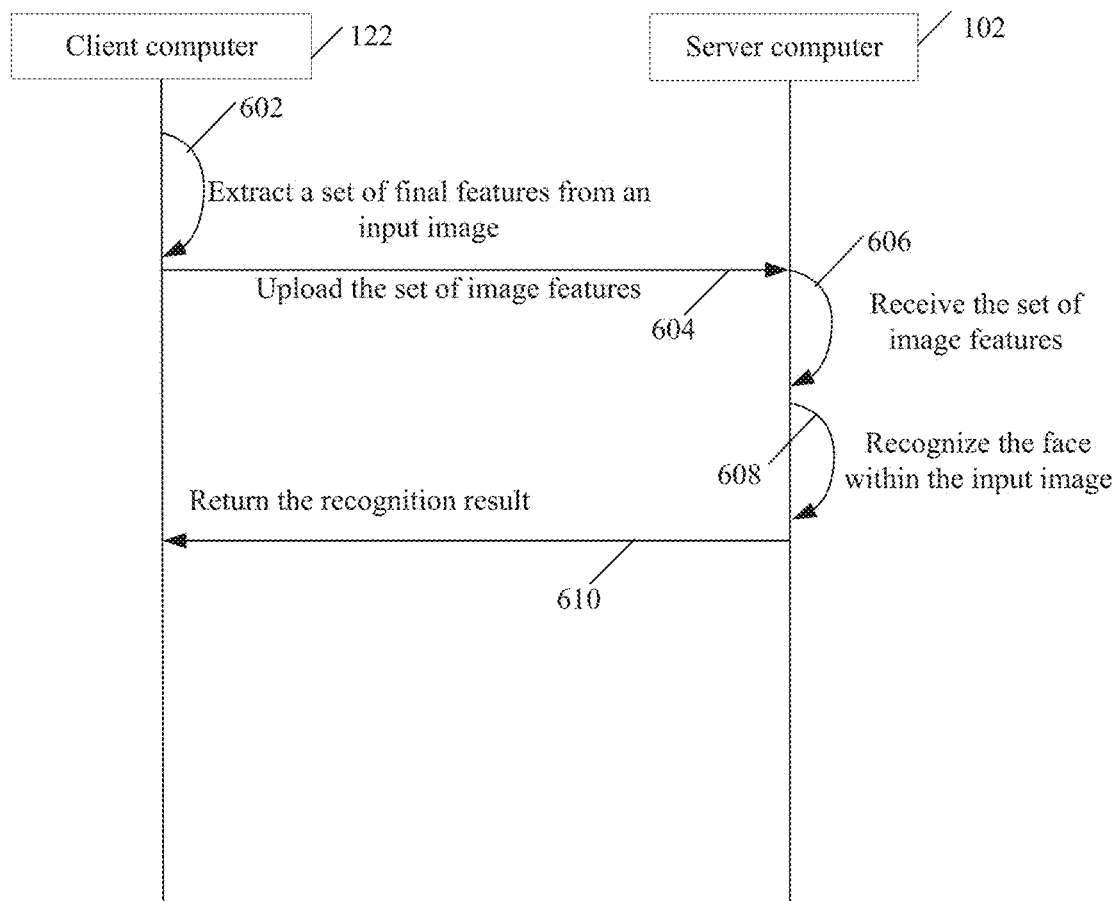 Client computer
122
Server computer
102
602
Extract a set of final features from an
input image
Upload the set of image features
604
606
Receive the set of
image features
608
Recognize the face
within the input image
Return the recognition result
610